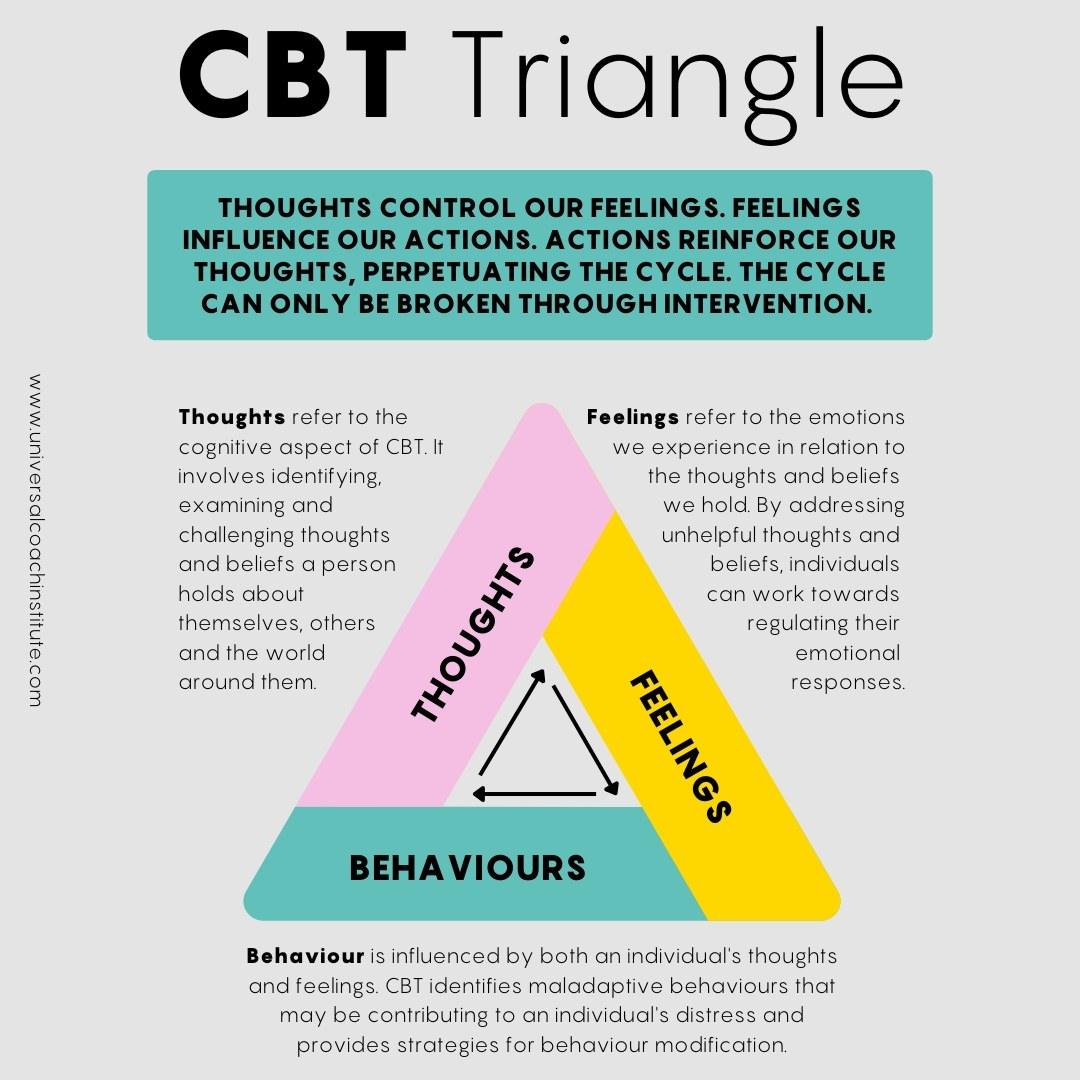 CBT Triangle
THOUGHTS CONTROL OUR FEELINGS. FEELINGS
INFLUENCE OUR ACTIONS. ACTIONS REINFORCE OUR
THOUGHTS, PERPETUATING THE CYCLE. THE CYCLE
CAN ONLY BE BROKEN THROUGH INTERVENTION.
www.universalcoachinstitute.com
Thoughts refer to the
cognitive aspect of CBT. It
involves identifying,
examining and
challenging thoughts
and beliefs a person
holds about
themselves, others
and the world
around them.
Feelings refer to the emotions
we experience in relation to
the thoughts and beliefs
we hold. By addressing
unhelpful thoughts and
beliefs, individuals
can work towards
regulating their
emotional
responses.
THOUGHTS
FEELINGS
BEHAVIOURS
Behaviour is influenced by both an individual's thoughts
and feelings. CBT identifies maladaptive behaviours that
may be contributing to an individual's distress and
provides strategies for behaviour modification.